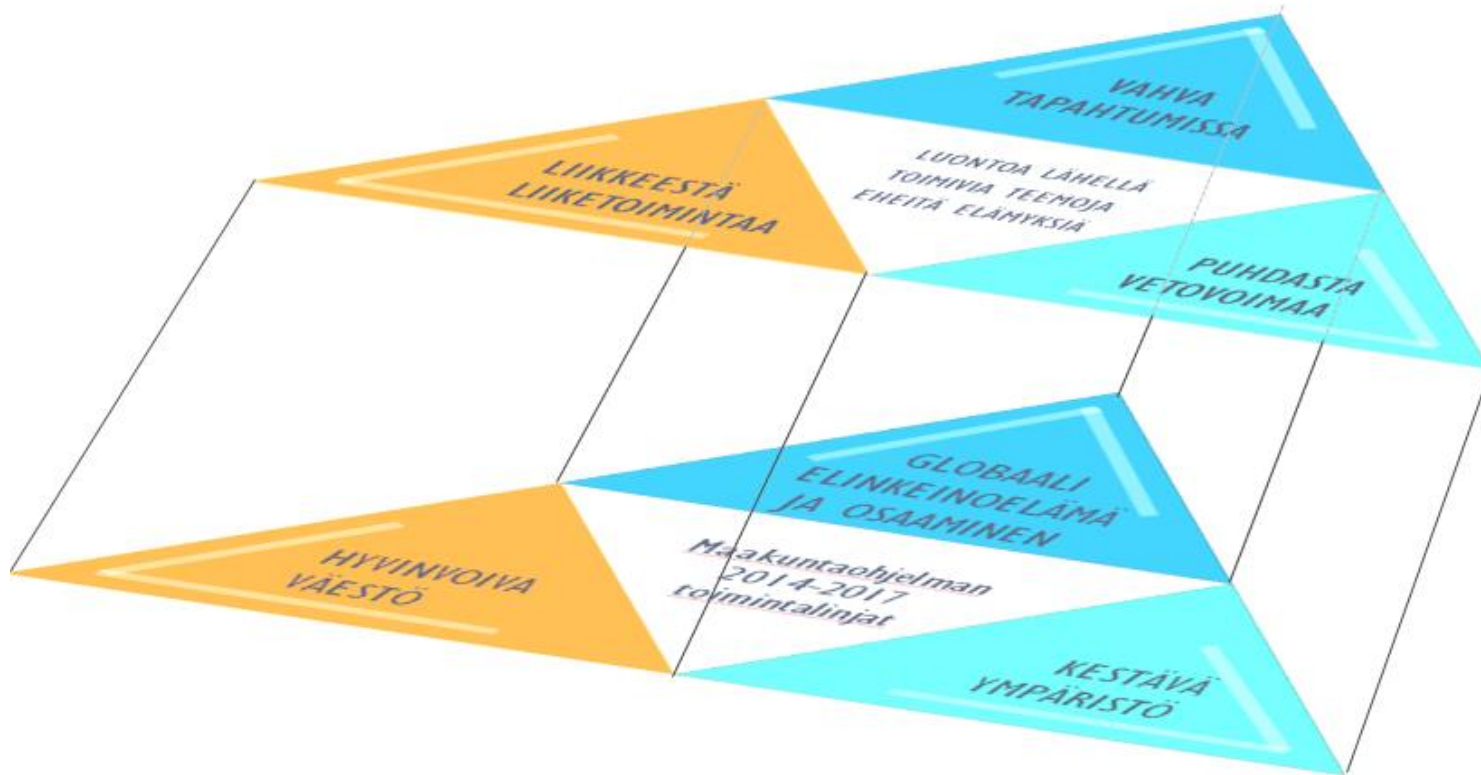 VAHVA
TAPAHTUMISSA
LIIKKEESTÄ
LIIKETOIMINTAA
LUONTOA LÄHELLÄ
TOIMIVIA TEEMOJA
EHEITÄ ELÄMYKSIÄ
PUHDASTA
VETOVOIMAA
GLOBAALI
ELINKEINOELÄMÄ
JA OSAAMINEN
HYVINVOIVA
VÄESTÖ
Maakuntaohjelman
2014-2017
toimintalinjat
KESTÄVÄ
YMPÄRISTÖ